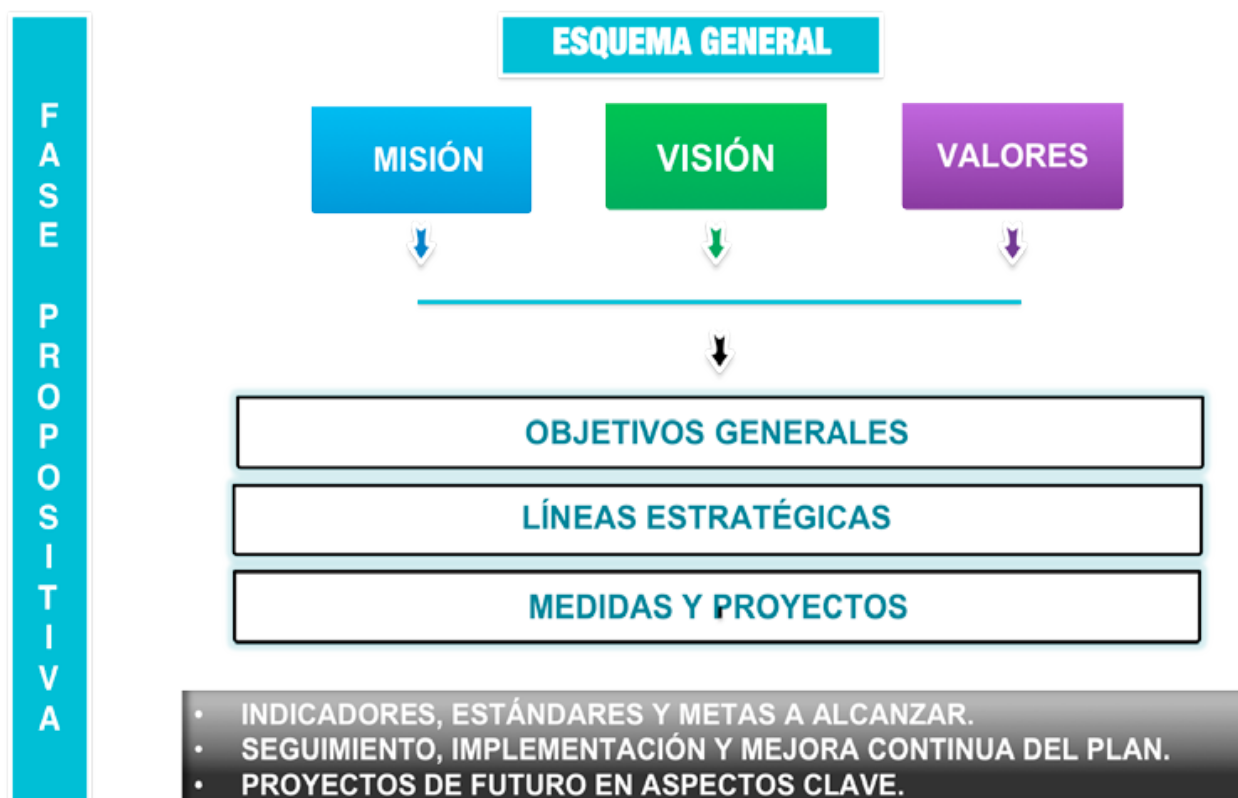 FASE PROPOSITIVA
ESQUEMA GENERAL
MISIÓN
VISIÓN
VALORES
OBJETIVOS GENERALES
LÍNEAS ESTRATÉGICAS
MEDIDAS Y PROYECTOS
• INDICADORES, ESTÁNDARES Y METAS A ALCANZAR.
• SEGUIMIENTO, IMPLEMENTACIÓN Y MEJORA CONTINUA DEL PLAN.
• PROYECTOS DE FUTURO EN ASPECTOS CLAVE.